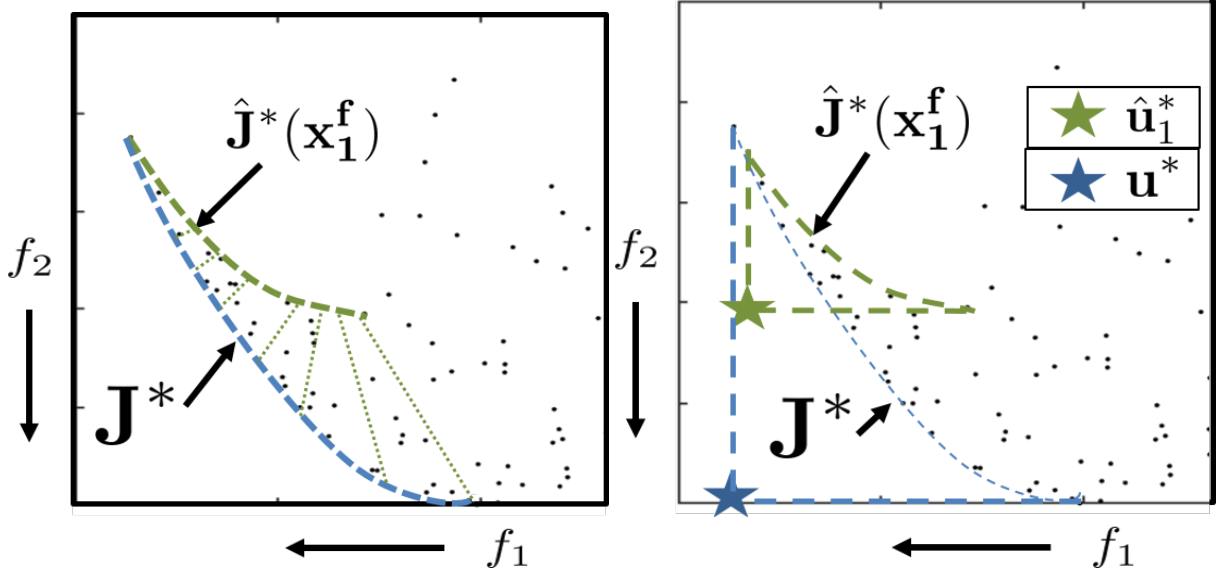 Ĵ*(x₁ᶠ)
f₂
J*
f₁
Ĵ*(x₁ᶠ)
û₁*
u*
f₂
J*
f₁